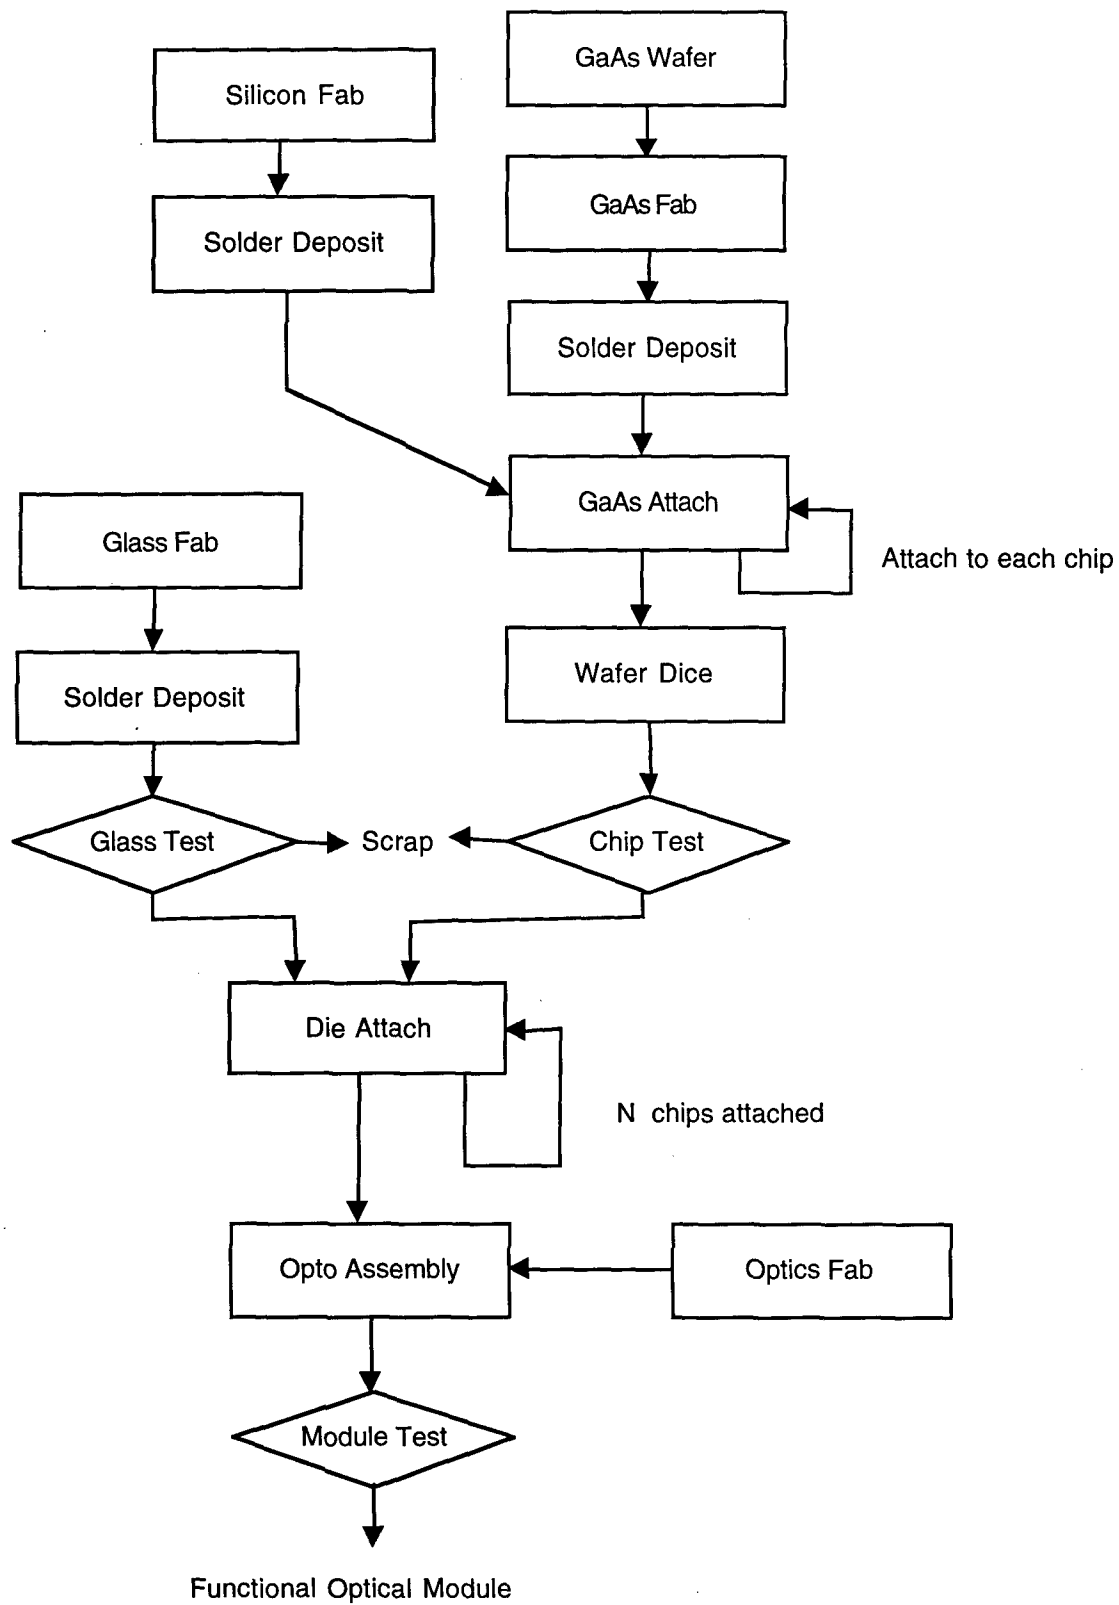 GaAs Wafer
Silicon Fab
GaAs Fab
Solder Deposit
Solder Deposit
GaAs Attach
Glass Fab
Attach to each chip
Wafer Dice
Solder Deposit
Glass Test
Scrap
Chip Test
Die Attach
N chips attached
Opto Assembly
Optics Fab
Module Test
Functional Optical Module